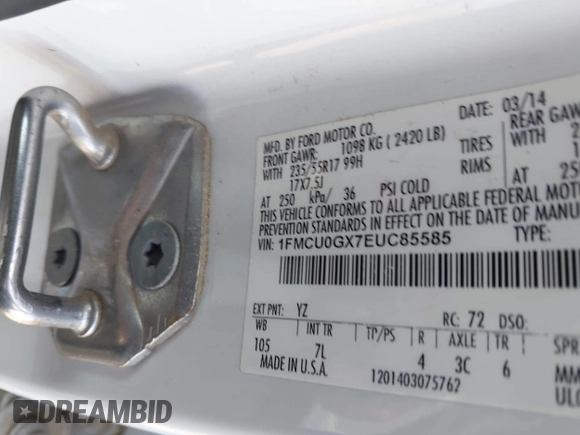 DATE: 03/14
MFD. BY FORD MOTOR CO.
FRONT GAWR: 1098 KG ( 2420 LB)
REAR GAWR
WITH 235/55R17 99H TIRES WITH
17X7.5J RIMS
AT 250 kPa/ 36 PSI COLD AT 250
THIS VEHICLE CONFORMS TO ALL APPLICABLE FEDERAL MOTOR
PREVENTION STANDARDS IN EFFECT ON THE DATE OF MANU
VIN: 1FMCU0GX7EUC85585 TYPE:
EXT PNT: YZ RC: 72 DSO:
WB INT TR TP/PS R AXLE TR SPR
105 7L 4 3C 6
MADE IN U.S.A. 1201403075762
DREAMBID